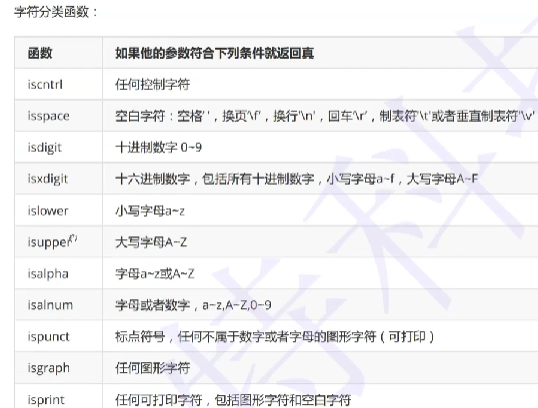 字符分类函数：
函数 如果他的参数符合下列条件就返回真
iscntrl 任何控制字符
isspace 空白字符：空格' '，换页'\f'，换行'\n'，回车'\r'，制表符'\t'或者垂直制表符'\v'
isdigit 十进制数字 0~9
isxdigit 十六进制数字，包括所有十进制数字，小写字母a~f，大写字母A~F
islower 小写字母a~z
isupper 大写字母A~Z
isalpha 字母a~z或A~Z
isalnum 字母或者数字，a~z,A~Z,0~9
ispunct 标点符号，任何不属于数字或者字母的图形字符（可打印）
isgraph 任何图形字符
isprint 任何可打印字符，包括图形字符和空白字符
特科技